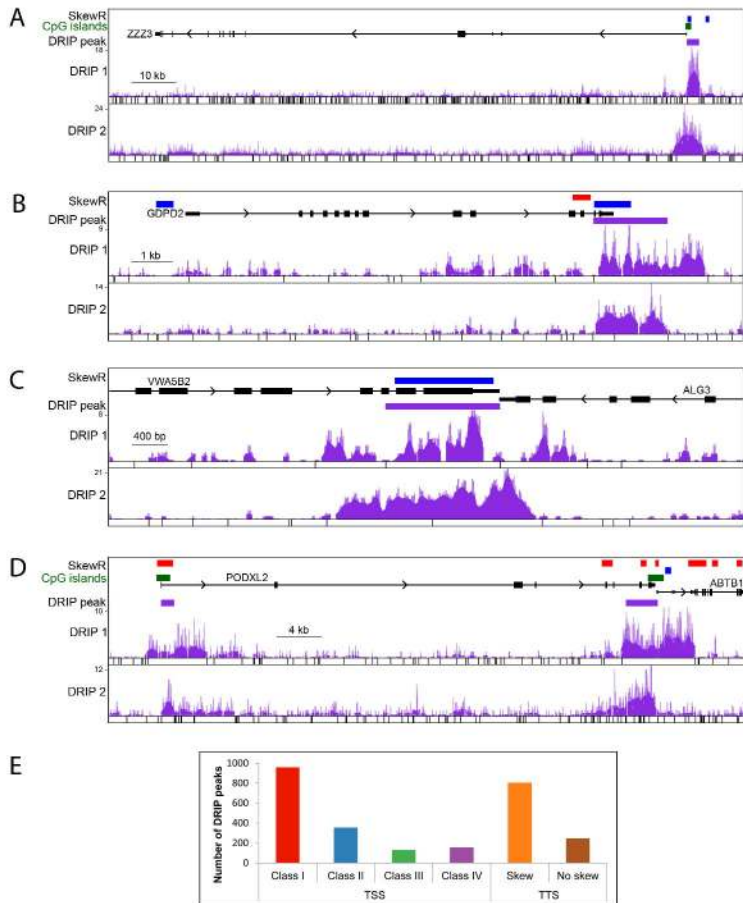 A
SkewR
CpG islands
ZZZ3
DRIP peak
18
DRIP 1
10 kb
24
DRIP 2
B
SkewR
GDPD2
DRIP peak
9
DRIP 1
1 kb
14
DRIP 2
C
SkewR
VWA5B2
ALG3
DRIP peak
8
DRIP 1
400 bp
21
DRIP 2
D
SkewR
CpG islands
PODXL2
ABTB1
DRIP peak
10
DRIP 1
4 kb
12
DRIP 2
E
Number of DRIP peaks
1000
800
600
400
200
0
Class I Class II Class III Class IV Skew No skew
TSS TTS